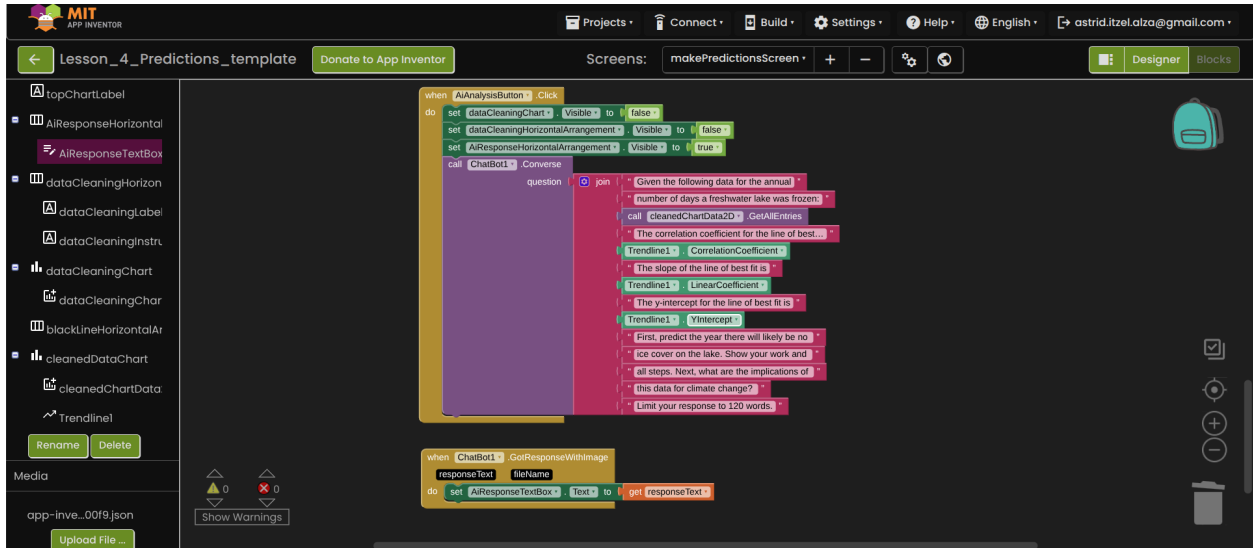 MIT
APP INVENTOR
Projects
Connect
Build
Settings
Help
English
astrid.itzel.alza@gmail.com
Lesson_4_Predictions_template
Donate to App Inventor
Screens:
makePredictionsScreen
+
−
Designer
Blocks
topChartLabel
AiResponseHorizontal
AiResponseTextBox
dataCleaningHorizon
dataCleaningLabel
dataCleaningInstru
dataCleaningChart
dataCleaningChar
blackLineHorizontalAr
cleanedDataChart
cleanedChartData
Trendline1
Rename
Delete
Media
app-inve...00f9.json
Upload File ...
when AiAnalysisButton .Click
do set dataCleaningChart . Visible to false
set dataCleaningHorizontalArrangement . Visible to false
set AiResponseHorizontalArrangement . Visible to true
call ChatBot1 .Converse
question join " Given the following data for the annual "
" number of days a freshwater lake was frozen: "
call cleanedChartData2D .GetAllEntries
" The correlation coefficient for the line of best... "
Trendline1 . CorrelationCoefficient
" The slope of the line of best fit is "
Trendline1 . LinearCoefficient
" The y-intercept for the line of best fit is "
Trendline1 . YIntercept
" First, predict the year there will likely be no "
" ice cover on the lake. Show your work and "
" all steps. Next, what are the implications of "
" this data for climate change? "
" Limit your response to 120 words. "
when ChatBot1 .GotResponseWithImage
responseText fileName
do set AiResponseTextBox . Text to get responseText
0 0
Show Warnings